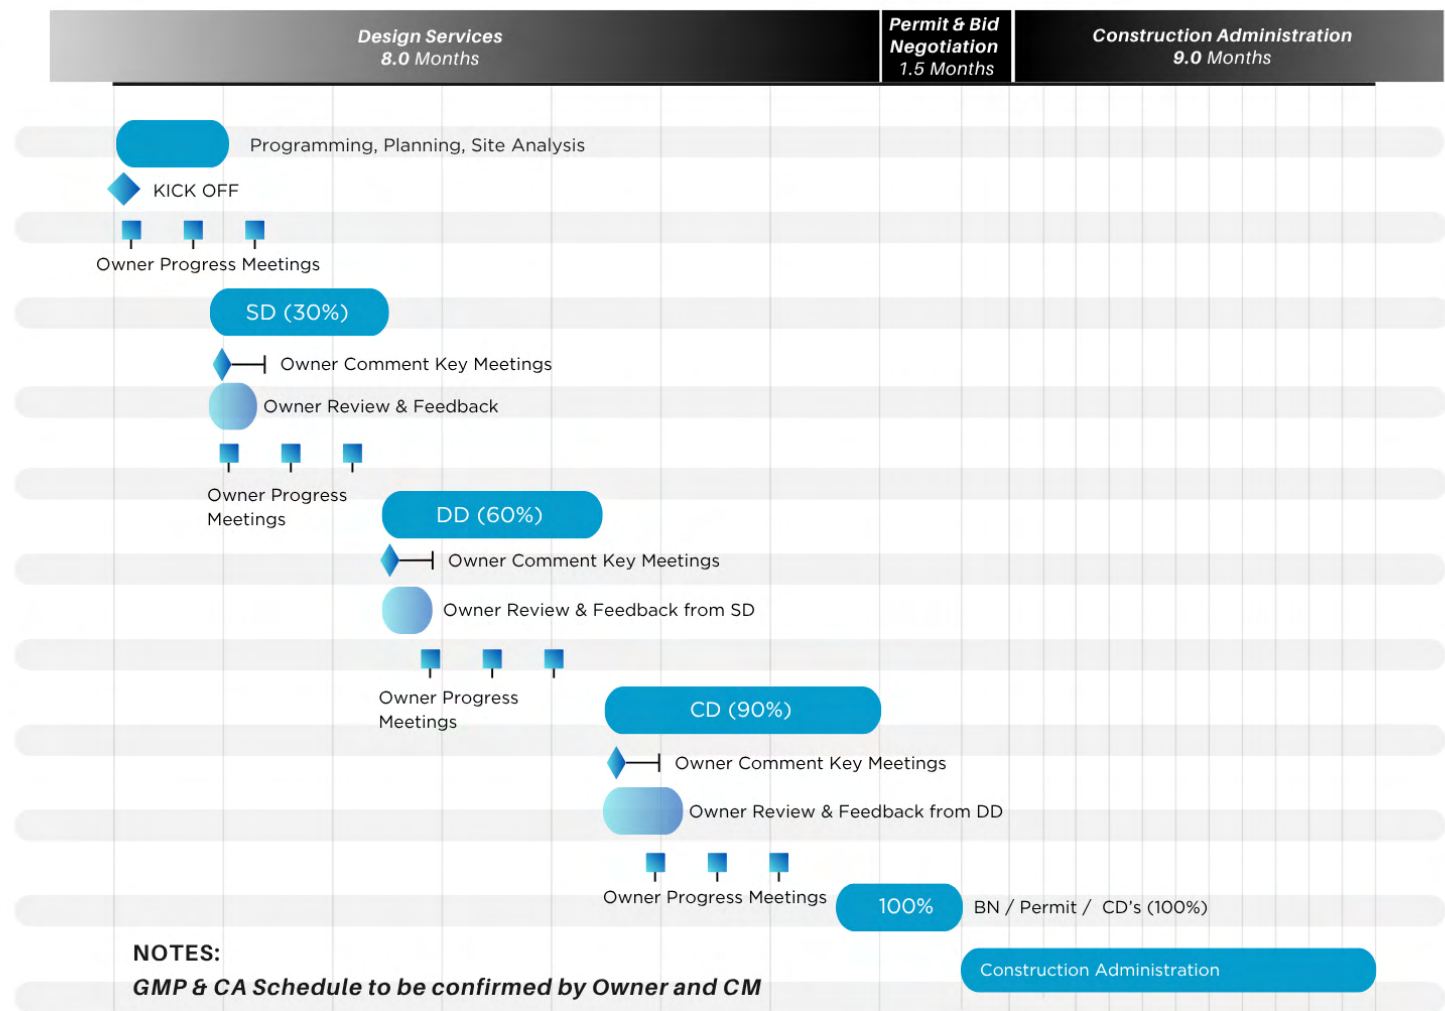 Design Services
8.0 Months
Permit & Bid
Negotiation
1.5 Months
Construction Administration
9.0 Months
Programming, Planning, Site Analysis
KICK OFF
Owner Progress Meetings
SD (30%)
Owner Comment Key Meetings
Owner Review & Feedback
Owner Progress
Meetings
DD (60%)
Owner Comment Key Meetings
Owner Review & Feedback from SD
Owner Progress
Meetings
CD (90%)
Owner Comment Key Meetings
Owner Review & Feedback from DD
Owner Progress Meetings
100%
BN / Permit / CD's (100%)
NOTES:
Construction Administration
GMP & CA Schedule to be confirmed by Owner and CM